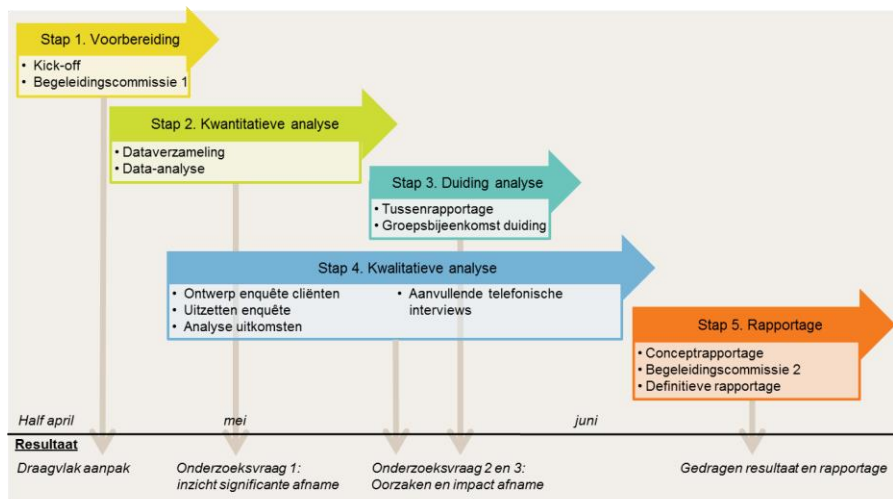 Stap 1. Voorbereiding
• Kick-off
• Begeleidingscommissie 1
Stap 2. Kwantitatieve analyse
• Dataverzameling
• Data-analyse
Stap 3. Duiding analyse
• Tussenrapportage
• Groepsbijeenkomst duiding
Stap 4. Kwalitatieve analyse
• Ontwerp enquête cliënten
• Uitzetten enquête
• Analyse uitkomsten
• Aanvullende telefonische
interviews
Stap 5. Rapportage
• Conceptrapportage
• Begeleidingscommissie 2
• Definitieve rapportage
Half april
mei
juni
Resultaat
Draagvlak aanpak
Onderzoeksvraag 1:
inzicht significante afname
Onderzoeksvraag 2 en 3:
Oorzaken en impact afname
Gedragen resultaat en rapportage